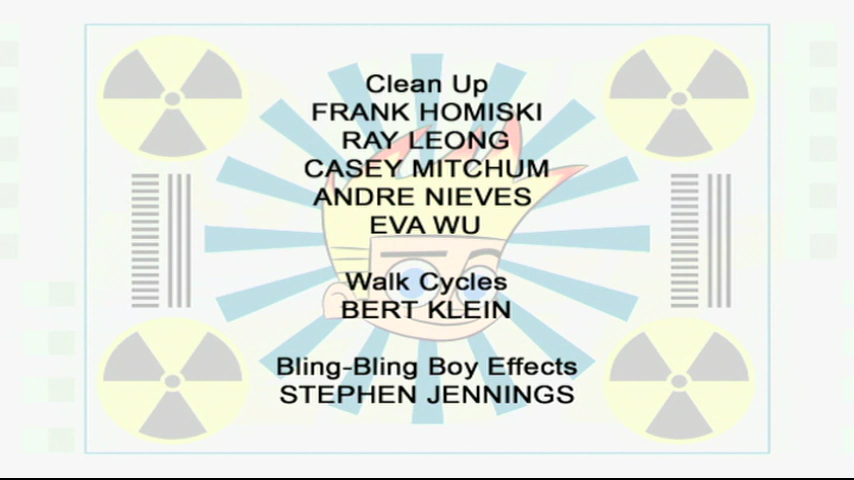 Clean Up
FRANK HOMISKI
RAY LEONG
CASEY MITCHUM
ANDRE NIEVES
EVA WU
Walk Cycles
BERT KLEIN
Bling-Bling Boy Effects
STEPHEN JENNINGS